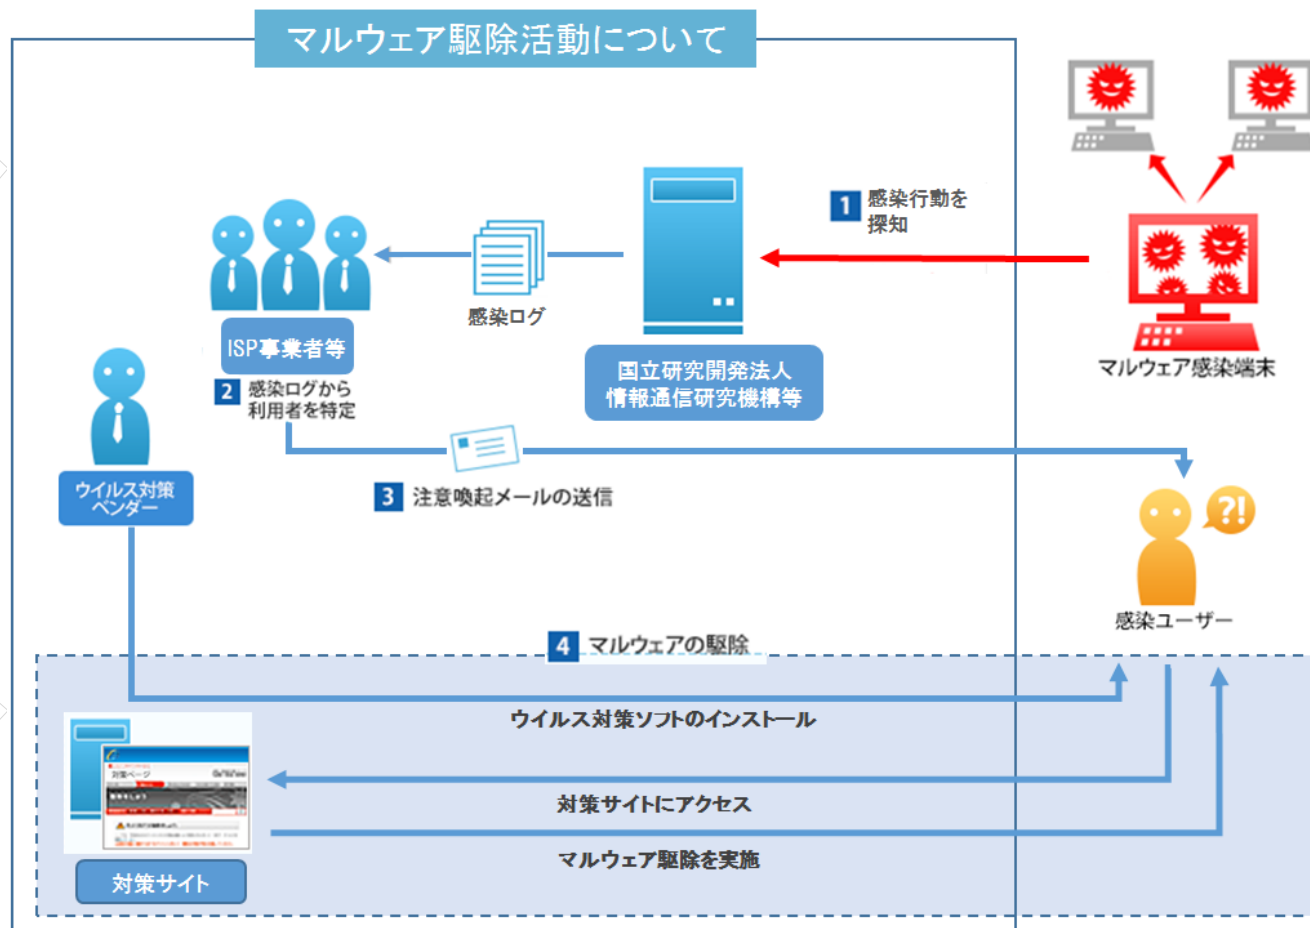 マルウェア駆除活動について
1 感染行動を
探知
感染ログ
ISP事業者等
国立研究開発法人
情報通信研究機構等
マルウェア感染端末
2 感染ログから
利用者を特定
ウイルス対策
ベンダー
3 注意喚起メールの送信
?!
感染ユーザー
4 マルウェアの駆除
ウイルス対策ソフトのインストール
対策ページ
対策サイトにアクセス
マルウェア駆除を実施
対策サイト